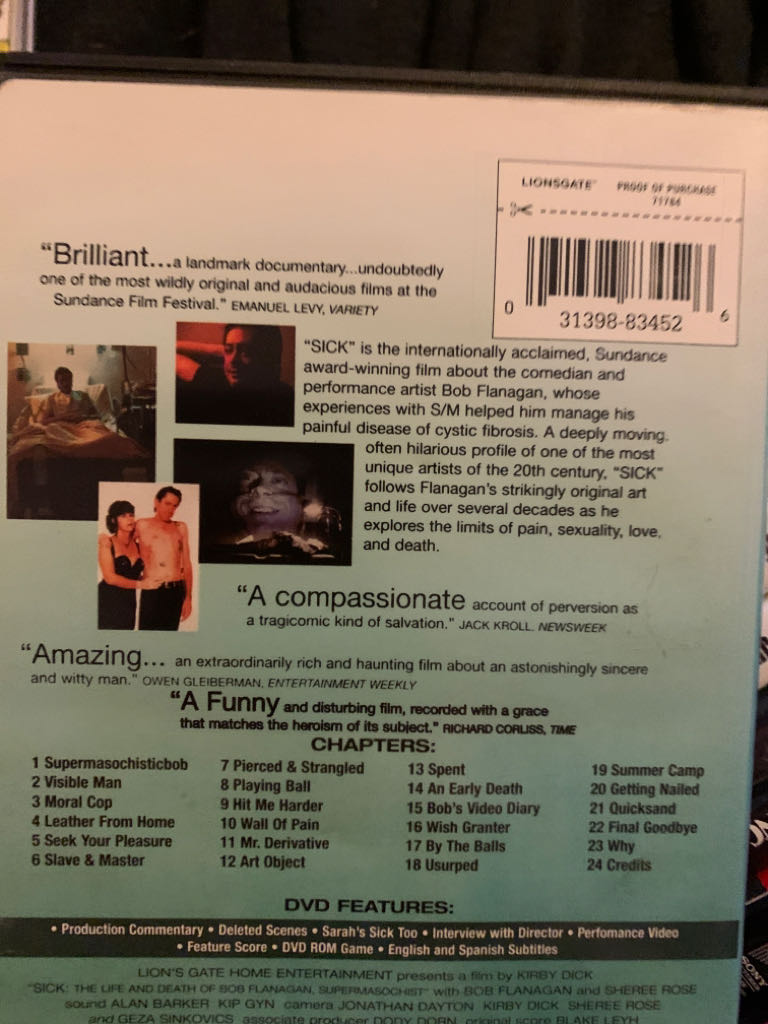 LIONSGATE™ PROOF OF PURCHASE
71764
0 31398-83452 6
“Brilliant...a landmark documentary...undoubtedly
one of the most wildly original and audacious films at the
Sundance Film Festival.” EMANUEL LEVY, VARIETY
“SICK” is the internationally acclaimed, Sundance
award-winning film about the comedian and
performance artist Bob Flanagan, whose
experiences with S/M helped him manage his
painful disease of cystic fibrosis. A deeply moving,
often hilarious profile of one of the most
unique artists of the 20th century, “SICK”
follows Flanagan’s strikingly original art
and life over several decades as he
explores the limits of pain, sexuality, love,
and death.
“A compassionate account of perversion as
a tragicomic kind of salvation.” JACK KROLL, NEWSWEEK
“Amazing... an extraordinarily rich and haunting film about an astonishingly sincere
and witty man.” OWEN GLEIBERMAN, ENTERTAINMENT WEEKLY
“A Funny and disturbing film, recorded with a grace
that matches the heroism of its subject.” RICHARD CORLISS, TIME
CHAPTERS:
1 Supermasochisticbob
2 Visible Man
3 Moral Cop
4 Leather From Home
5 Seek Your Pleasure
6 Slave & Master
7 Pierced & Strangled
8 Playing Ball
9 Hit Me Harder
10 Wall Of Pain
11 Mr. Derivative
12 Art Object
13 Spent
14 An Early Death
15 Bob's Video Diary
16 Wish Granter
17 By The Balls
18 Usurped
19 Summer Camp
20 Getting Nailed
21 Quicksand
22 Final Goodbye
23 Why
24 Credits
DVD FEATURES:
• Production Commentary • Deleted Scenes • Sarah's Sick Too • Interview with Director • Perfomance Video
• Feature Score • DVD ROM Game • English and Spanish Subtitles
LION'S GATE HOME ENTERTAINMENT presents a film by KIRBY DICK
“SICK: THE LIFE AND DEATH OF BOB FLANAGAN, SUPERMASOCHIST” with BOB FLANAGAN and SHEREE ROSE
sound ALAN BARKER KIP GYN camera JONATHAN DAYTON KIRBY DICK SHEREE ROSE
and GEZA SINKOVICS associate producer DODY DORN original score BLAKE LEYH
SONY